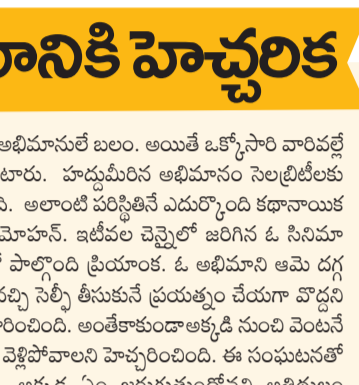 మానికి హెచ్చరిక
అభిమానులే బలం. అయితే ఒక్కోసారి వారివల్లే
టారు. హద్దుమీరిన అభిమానం సెలబ్రిటీలకు
ది. అలాంటి పరిస్థితినే ఎదుర్కొంది కథానాయిక
మోహన్. ఇటీవల చెన్నైలో జరిగిన ఓ సినిమా
పాల్గొంది ప్రియాంక. ఓ అభిమాని ఆమె దగ్గ
వచ్చి సెల్ఫీ తీసుకునే ప్రయత్నం చేయగా వొద్దని
రించింది. అంతేకాకుండా అక్కడి నుంచి వెంటనే
వెళ్లిపోవాలని హెచ్చరించింది. ఈ సంఘటనతో